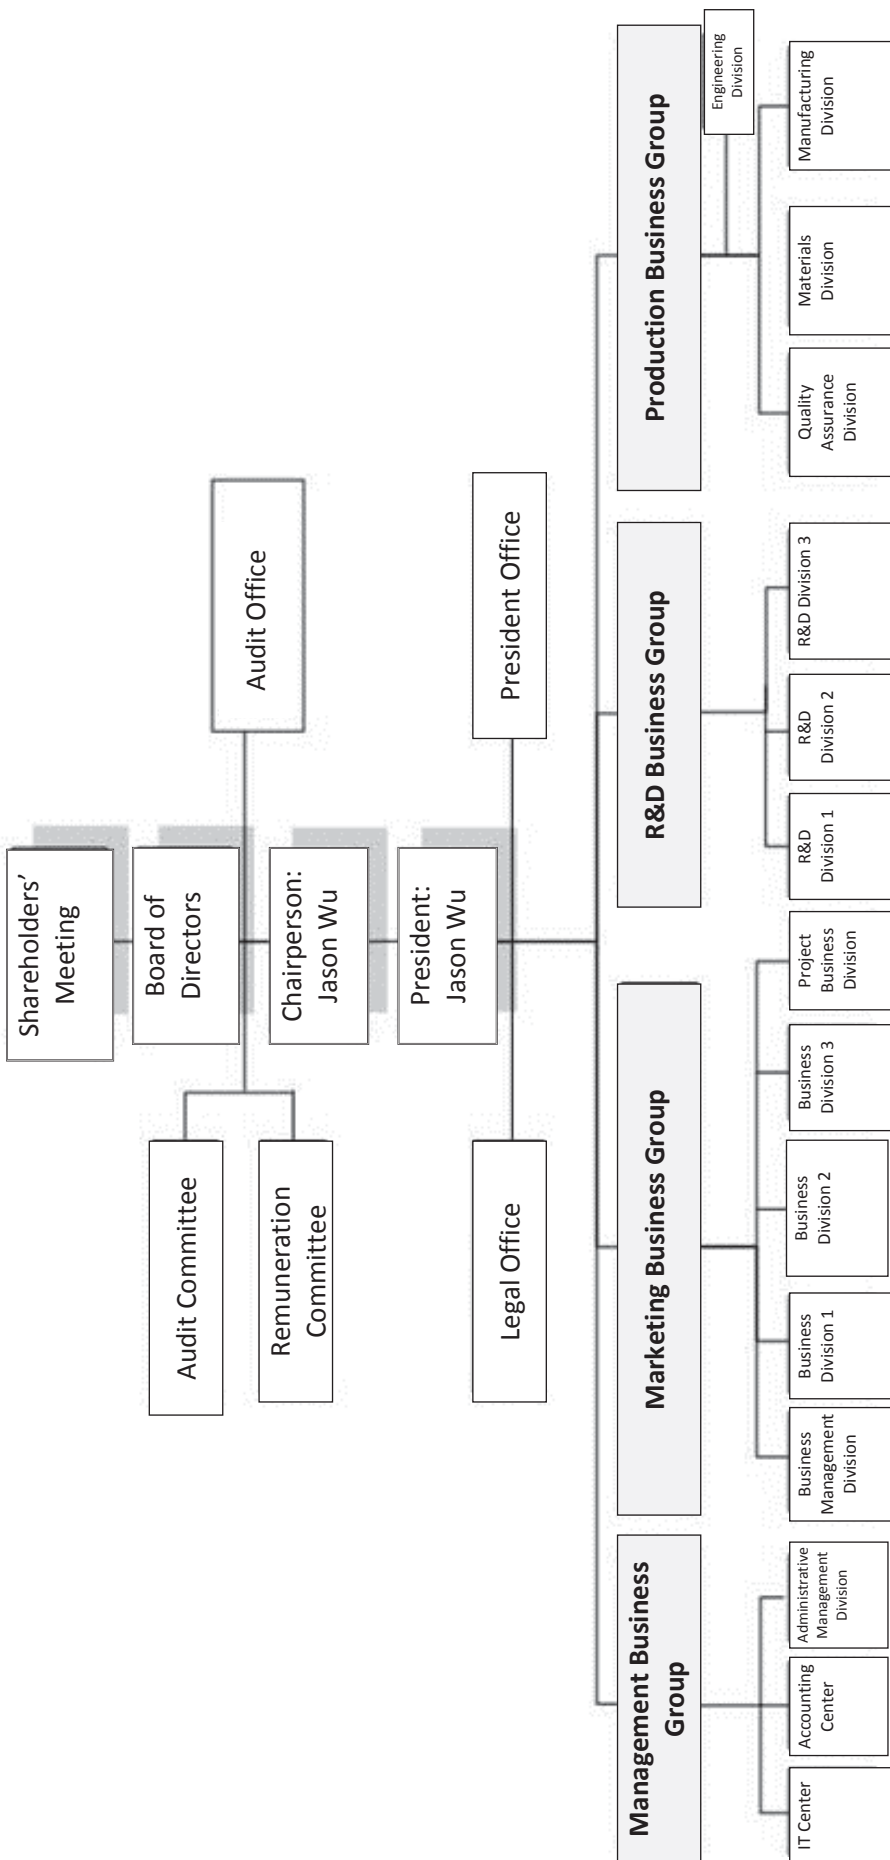 Shareholders’
Meeting
Board of
Directors
Audit Committee
Remuneration
Committee
Audit Office
Chairperson:
Jason Wu
President:
Jason Wu
Legal Office
President Office
Management Business
Group
Marketing Business Group
R&D Business Group
Production Business Group
Engineering
Division
IT Center
Accounting
Center
Administrative
Management
Division
Business
Management
Division
Business
Division 1
Business
Division 2
Business
Division 3
Project
Business
Division
R&D
Division 1
R&D
Division 2
R&D Division 3
Quality
Assurance
Division
Materials
Division
Manufacturing
Division